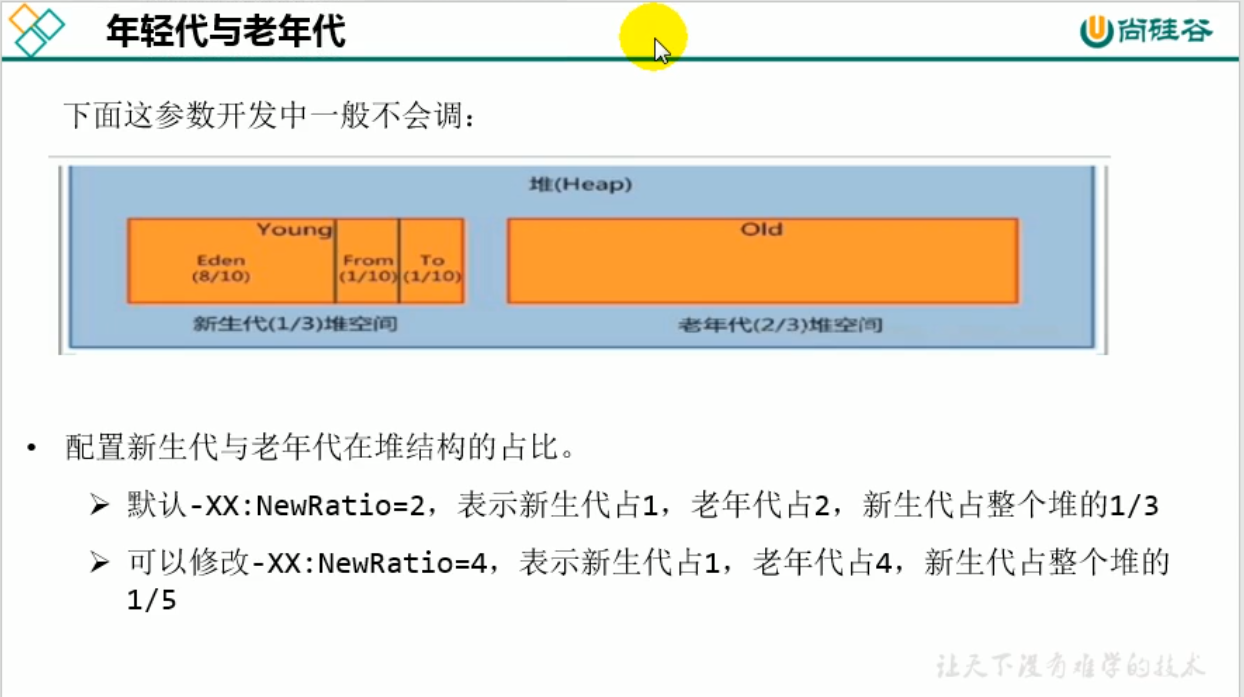 年轻代与老年代
尚硅谷
下面这参数开发中一般不会调：
堆(Heap)
Young
Eden
(8/10)
From
(1/10)
To
(1/10)
Old
新生代(1/3)堆空间
老年代(2/3)堆空间
• 配置新生代与老年代在堆结构的占比。
➢ 默认-XX:NewRatio=2，表示新生代占1，老年代占2，新生代占整个堆的1/3
➢ 可以修改-XX:NewRatio=4，表示新生代占1，老年代占4，新生代占整个堆的
1/5
让天下没有难学的技术